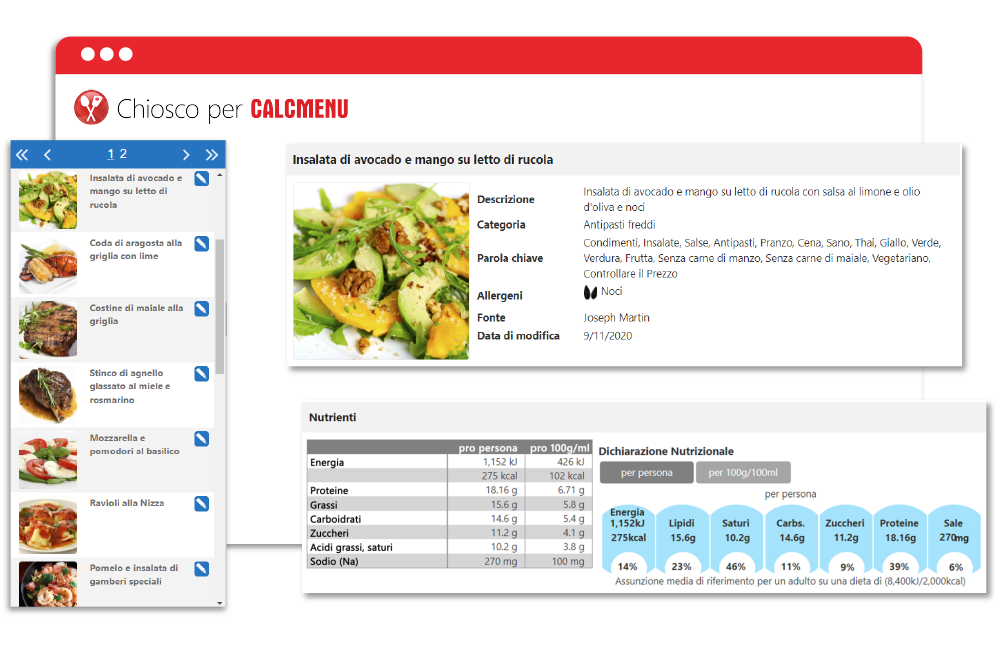 Chiosco per CALCMENU
1 2
Insalata di avocado e
mango su letto di
rucola
Coda di aragosta alla
griglia con lime
Costine di maiale alla
griglia
Stinco di agnello
glassato al miele e
rosmarino
Mozzarella e
pomodori al basilico
Ravioli alla Nizza
Pomelo e insalata di
gamberi speciali
Insalata di avocado e mango su letto di rucola
Descrizione Insalata di avocado e mango su letto di rucola con salsa al limone e olio
d'oliva e noci
Categoria Antipasti freddi
Parola chiave Condimenti, Insalate, Salse, Antipasti, Pranzo, Cena, Sano, Thai, Giallo, Verde,
Verdura, Frutta, Senza carne di manzo, Senza carne di maiale, Vegetariano,
Controllare il Prezzo
Allergeni Noci
Fonte Joseph Martin
Data di modifica 9/11/2020
Nutrienti
pro persona pro 100g/ml
Energia 1,152 kJ 426 kJ
275 kcal 102 kcal
Proteine 18.16 g 6.71 g
Grassi 15.6 g 5.8 g
Carboidrati 14.6 g 5.4 g
Zuccheri 11.2 g 4.1 g
Acidi grassi, saturi 10.2 g 3.8 g
Sodio (Na) 270 mg 100 mg
Dichiarazione Nutrizionale
per persona per 100g/100ml
per persona
Energia Lipidi Saturi Carbs. Zuccheri Proteine Sale
1,152kJ 15.6g 10.2g 14.6g 11.2g 18.16g 270mg
275kcal
14% 23% 46% 11% 9% 39% 6%
Assunzione media di riferimento per un adulto su una dieta di (8,400kJ/2,000kcal)